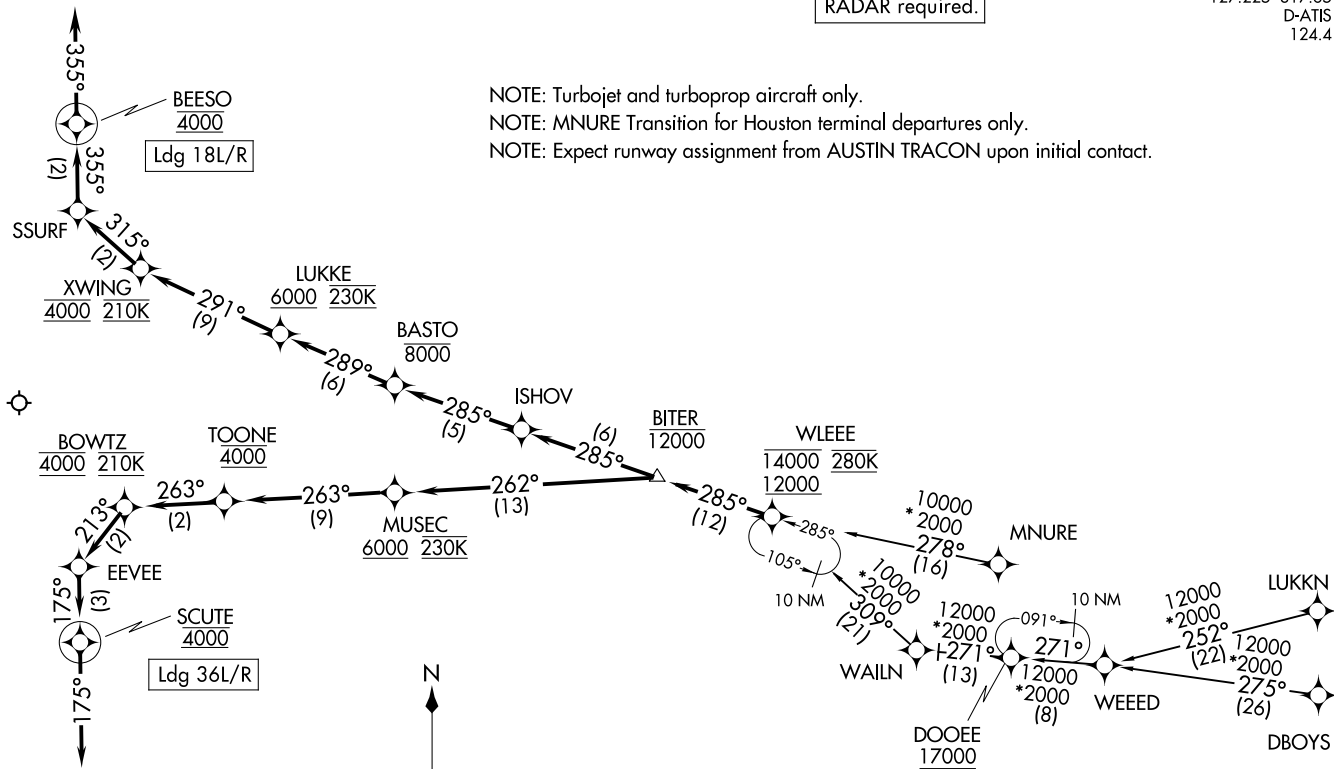 RADAR required.
D-ATIS
124.4
NOTE: Turbojet and turboprop aircraft only.
NOTE: MNURE Transition for Houston terminal departures only.
NOTE: Expect runway assignment from AUSTIN TRACON upon initial contact.
355°
BEESO
4000
Ldg 18L/R
355°
(2)
SSURF
315°
(2)
XWING
4000 210K
291°
(9)
LUKKE
6000 230K
289°
(6)
BASTO
8000
285°
(5)
ISHOV
(6)
285°
BITER
12000
285°
(12)
WLEEE
14000 280K
12000
285°
105°
10 NM
10000
*2000
278°
(16)
MNURE
10000
*2000
309°
(21)
WAILN
12000
*2000
271°
(13)
091°
10 NM
271°
12000
*2000
(8)
DOOEE
17000
WEEED
12000
*2000
252°
(22)
LUKKN
12000
*2000
275°
(26)
DBOYS
262°
(13)
MUSEC
6000 230K
263°
(9)
TOONE
4000
263°
(2)
BOWTZ
4000 210K
213°
(2)
EEVEE
175°
(3)
SCUTE
4000
Ldg 36L/R
175°
N